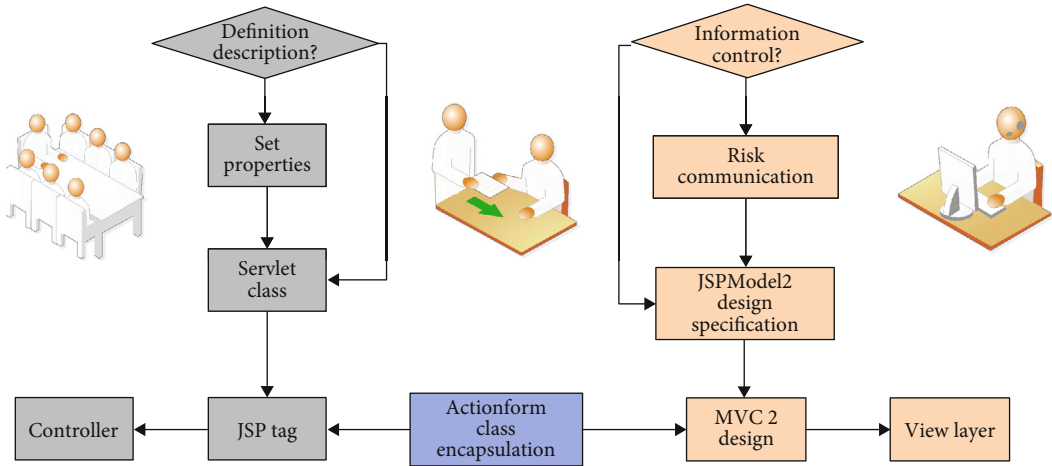 Definition
description?
Information
control?
Set
properties
Risk
communication
Servlet
class
JSPModel2
design
specification
Controller
JSP tag
Actionform
class
encapsulation
MVC 2
design
View layer